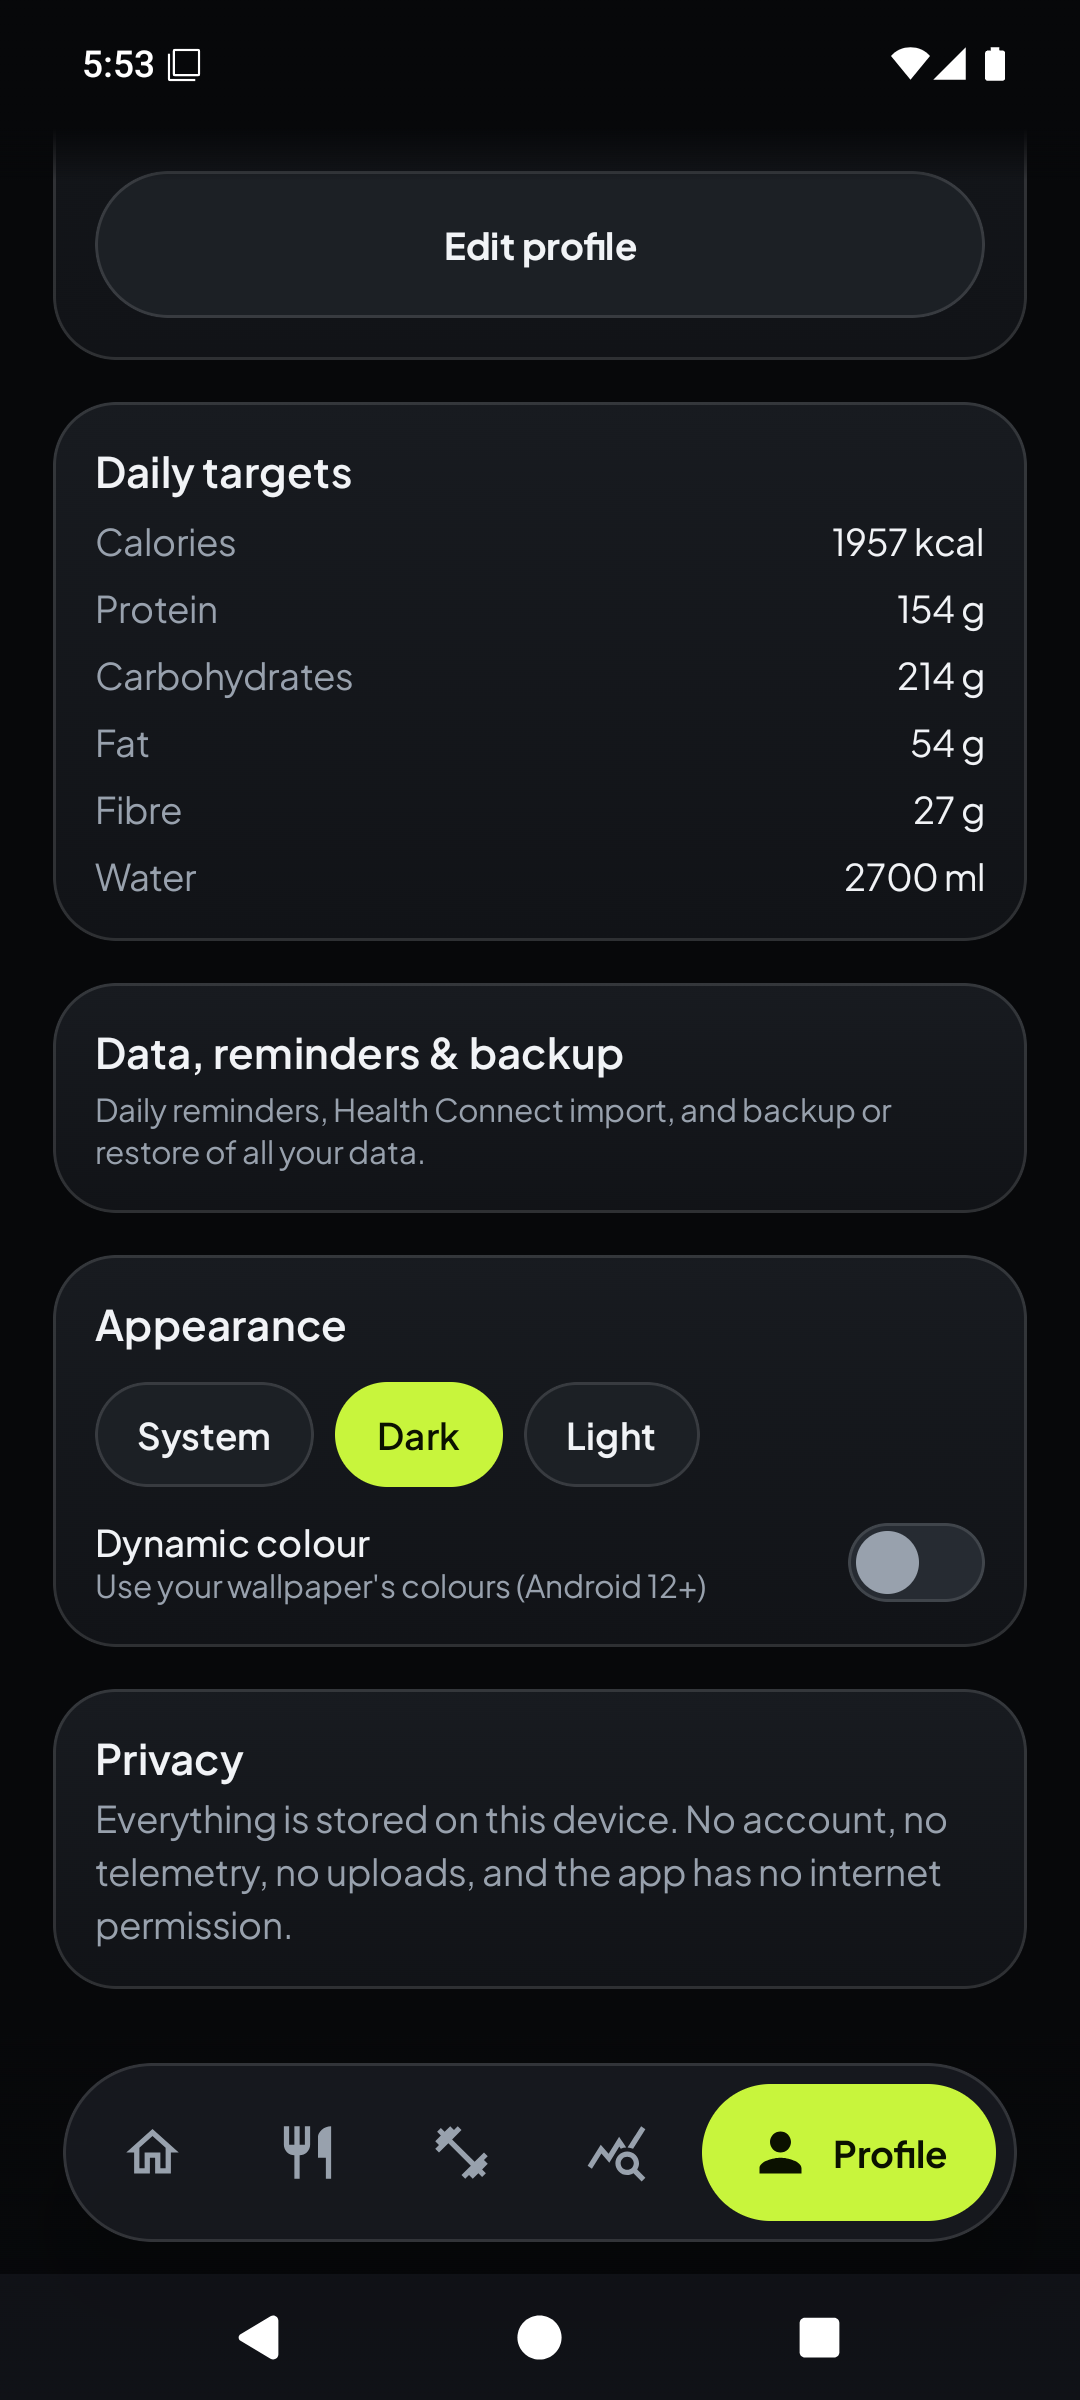 5:53
Edit profile
Daily targets
Calories 1957 kcal
Protein 154 g
Carbohydrates 214 g
Fat 54 g
Fibre 27 g
Water 2700 ml
Data, reminders & backup
Daily reminders, Health Connect import, and backup or
restore of all your data.
Appearance
System Dark Light
Dynamic colour
Use your wallpaper's colours (Android 12+)
Privacy
Everything is stored on this device. No account, no
telemetry, no uploads, and the app has no internet
permission.
Profile